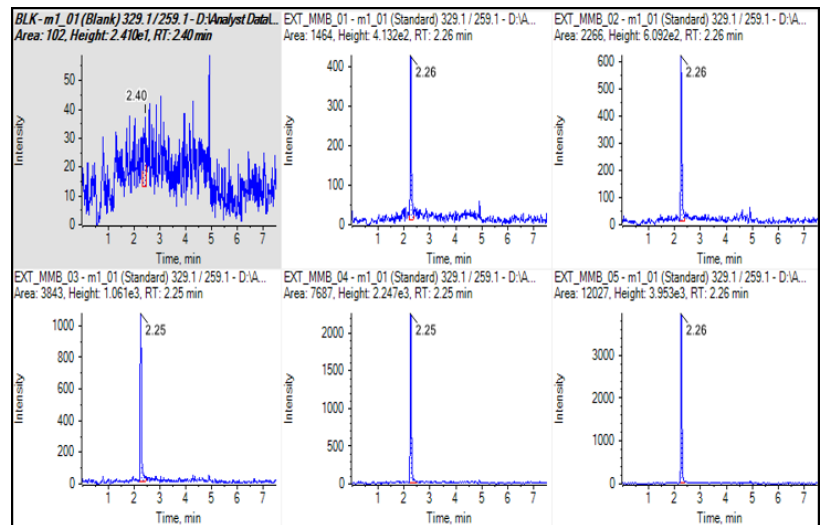 BLK - m1_01 (Blank) 329.1/259.1 - D:\Analyst Data\...
Area: 102, Height: 2.410e1, RT: 2.40 min
2.40
Intensity
50
40
30
20
10
0
1 2 3 4 5 6 7
Time, min
EXT_MMB_01 - m1_01 (Standard) 329.1 / 259.1 - D:\A...
Area: 1464, Height: 4.132e2, RT: 2.26 min
2.26
Intensity
400
300
200
100
0
1 2 3 4 5 6 7
Time, min
EXT_MMB_02 - m1_01 (Standard) 329.1 / 259.1 - D:\A...
Area: 2266, Height: 6.092e2, RT: 2.26 min
2.26
Intensity
600
500
400
300
200
100
0
1 2 3 4 5 6 7
Time, min
EXT_MMB_03 - m1_01 (Standard) 329.1 / 259.1 - D:\A...
Area: 3843, Height: 1.061e3, RT: 2.25 min
2.25
Intensity
1000
800
600
400
200
0
1 2 3 4 5 6 7
Time, min
EXT_MMB_04 - m1_01 (Standard) 329.1 / 259.1 - D:\A...
Area: 7687, Height: 2.247e3, RT: 2.25 min
2.25
Intensity
2000
1500
1000
500
0
1 2 3 4 5 6 7
Time, min
EXT_MMB_05 - m1_01 (Standard) 329.1 / 259.1 - D:\A...
Area: 12027, Height: 3.953e3, RT: 2.26 min
2.26
Intensity
3000
2000
1000
0
1 2 3 4 5 6 7
Time, min